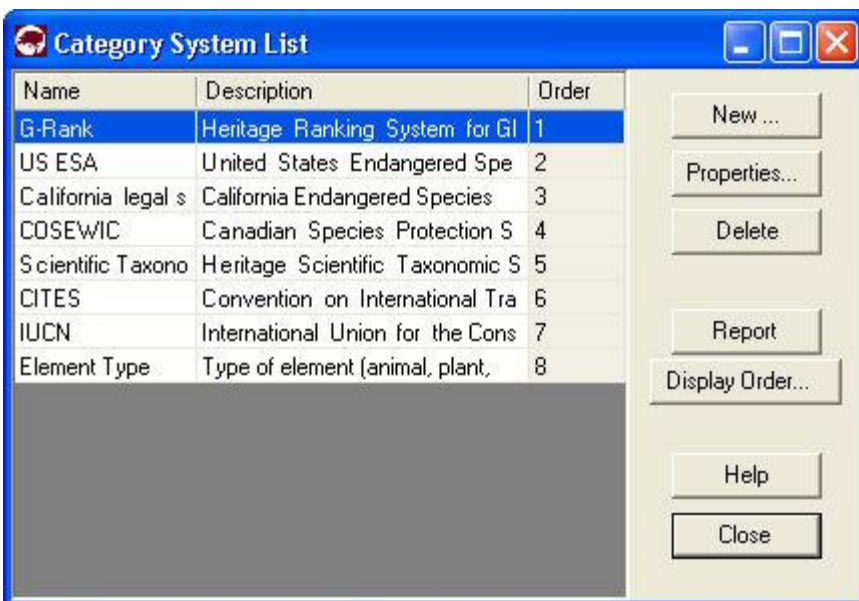 Category System List
Name Description Order
G-Rank Heritage Ranking System for Gl 1
US ESA United States Endangered Spe 2
California legal s California Endangered Species 3
COSEWIC Canadian Species Protection S 4
Scientific Taxono Heritage Scientific Taxonomic S 5
CITES Convention on International Tra 6
IUCN International Union for the Cons 7
Element Type Type of element (animal, plant, 8
New ...
Properties...
Delete
Report
Display Order...
Help
Close